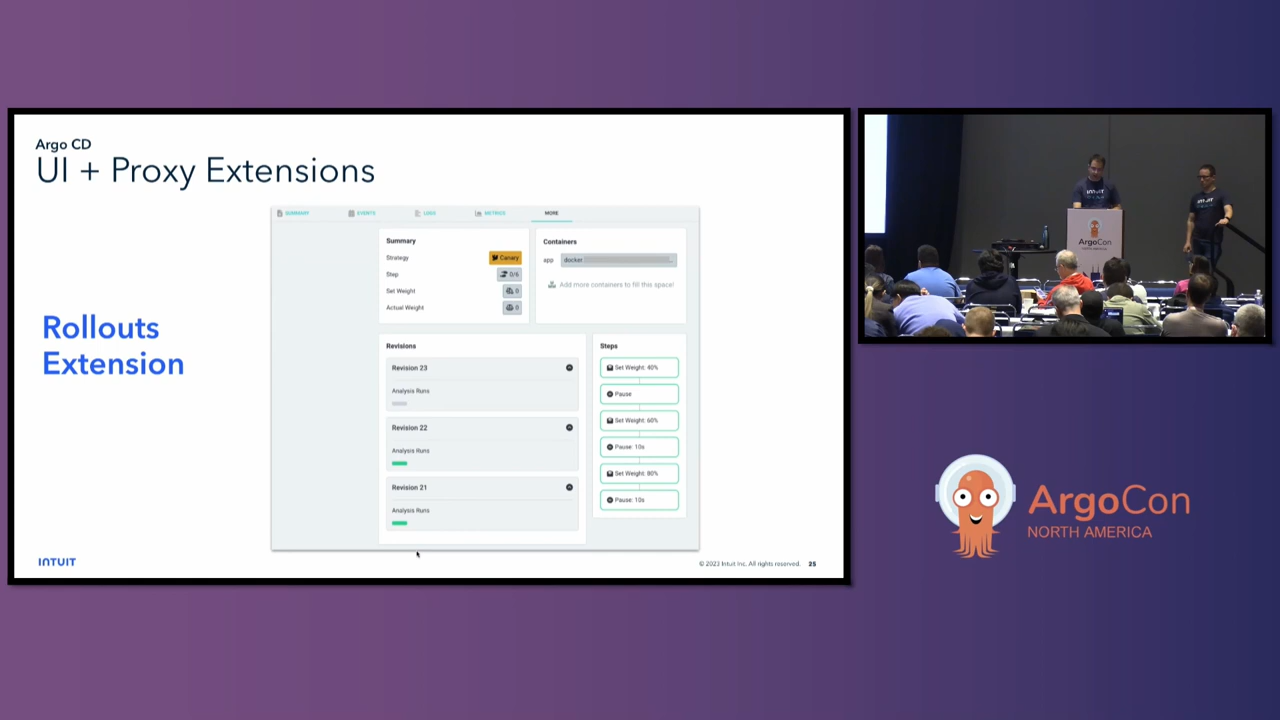 Argo CD
UI + Proxy Extensions
Rollouts
Extension
SUMMARY
EVENTS
LOGS
METRICS
MORE
Summary
Strategy
Canary
Step
0/6
Set Weight
0
Actual Weight
0
Containers
app
docker
Add more containers to fill this space!
Revisions
Revision 23
Analysis Runs
Revision 22
Analysis Runs
Revision 21
Analysis Runs
Steps
Set Weight: 40%
Pause
Set Weight: 60%
Pause: 10s
Set Weight: 80%
Pause: 10s
INTUIT
© 2023 Intuit Inc. All rights reserved.
25
INTUIT
ArgoCon
ArgoCon
NORTH AMERICA